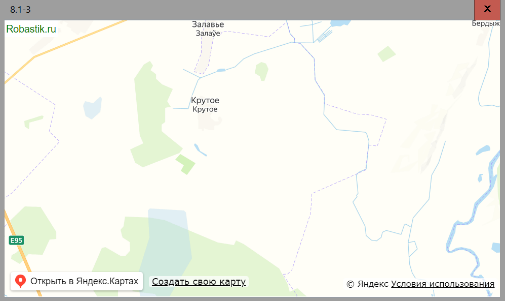 8.1-3
x
Robastik.ru
Залавье
Залаўе
Бердыж
Крутое
Крутое
E95
Открыть в Яндекс.Картах
Создать свою карту
© Яндекс Условия использования